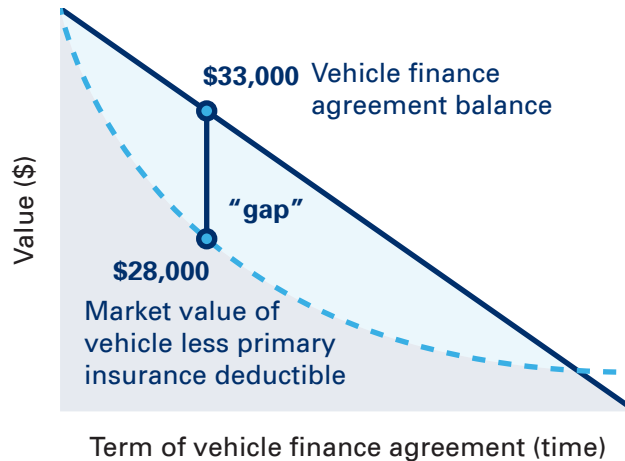 $33,000 Vehicle finance
agreement balance
Value ($)
“gap”
$28,000
Market value of
vehicle less primary
insurance deductible
Term of vehicle finance agreement (time)